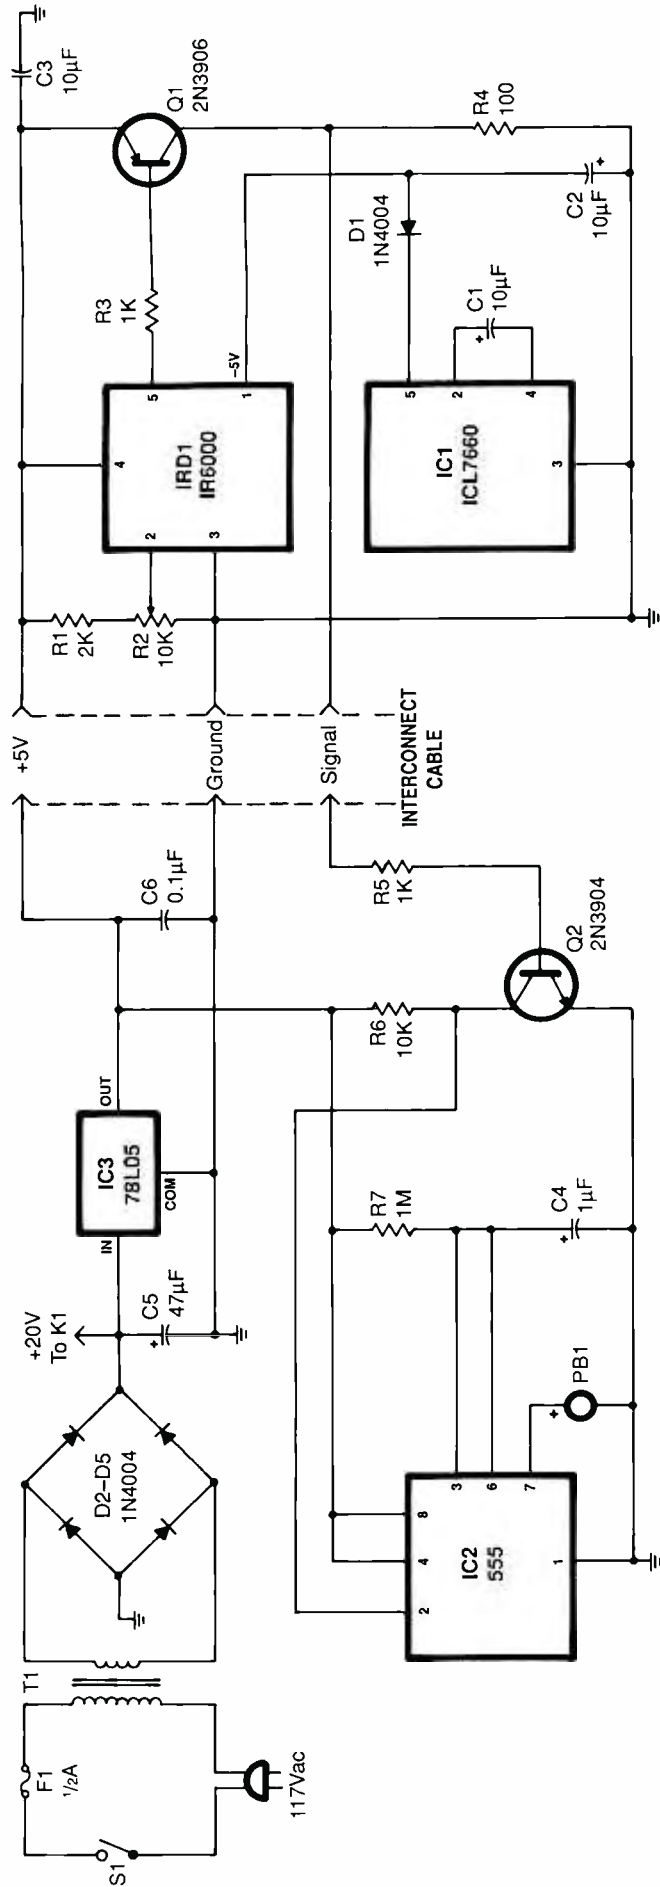 S1
F1
1/2A
117Vac
T1
D2–D5
1N4004
+20V
To K1
C5
47µF
+
IN
IC3
78L05
OUT
COM
C6
0.1µF
+5V
Ground
Signal
INTERCONNECT
CABLE
R1
2K
R2
10K
2
3
4
IRD1
IR6000
5
1
–5V
R3
1K
Q1
2N3906
C3
10µF
R4
100
D1
1N4004
C2
10µF
+
IC1
ICL7660
5
2
4
3
C1
10µF
+
R5
1K
Q2
2N3904
R6
10K
R7
1M
C4
1µF
+
PB1
+
IC2
555
2
4
8
3
6
7
1